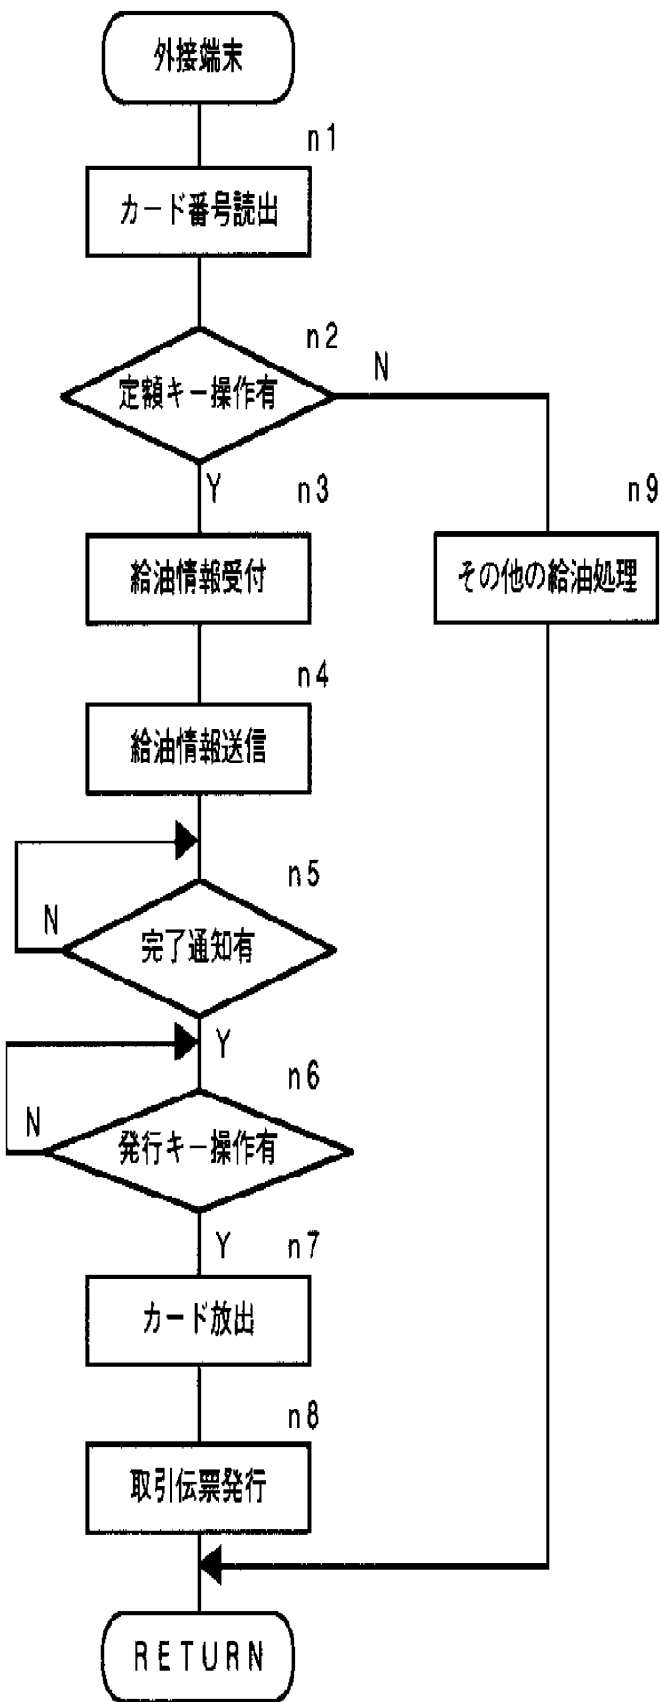 外接端末
n1
カード番号読出
n2
定額キー操作有
N
Y
n3
n9
給油情報受付
その他の給油処理
n4
給油情報送信
n5
N
完了通知有
Y
n6
N
発行キー操作有
Y
n7
カード放出
n8
取引伝票発行
RETURN